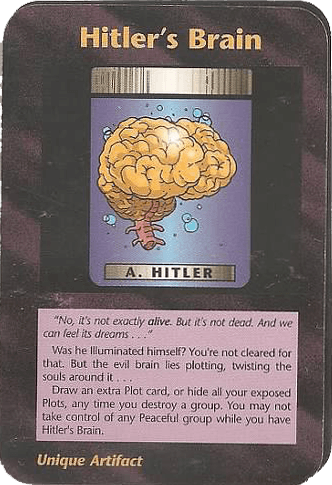 Hitler's Brain
A. HITLER
"No, it's not exactly alive. But it's not dead. And we
can feel its dreams . . ."
Was he Illuminated himself? You're not cleared for
that. But the evil brain lies plotting, twisting the
souls around it . . .
Draw an extra Plot card, or hide all your exposed
Plots, any time you destroy a group. You may not
take control of any Peaceful group while you have
Hitler's Brain.
Unique Artifact